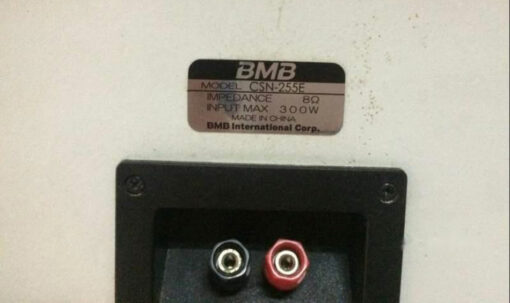 BMB
MODEL CSN-255E
IMPEDANCE 8Ω
INPUT MAX 300W
MADE IN CHINA
BMB International Corp.